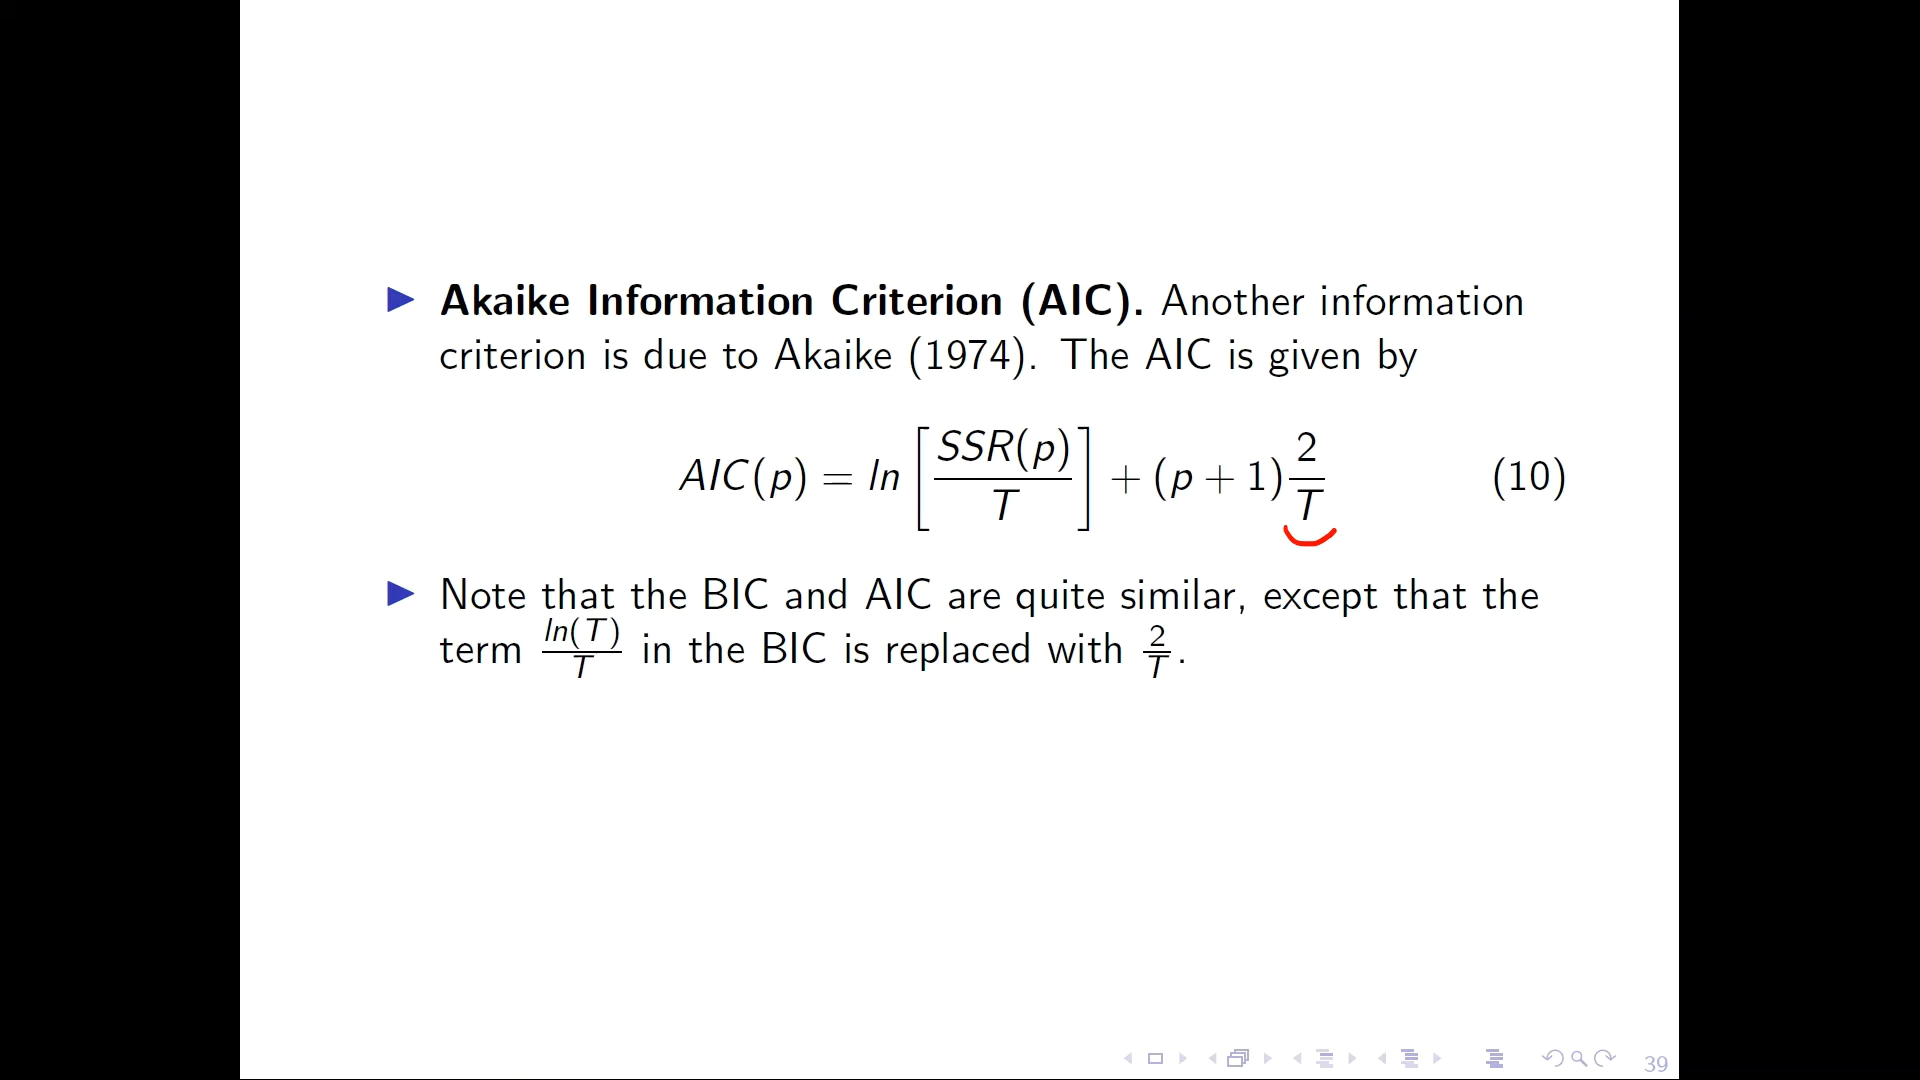 Akaike Information Criterion (AIC). Another information
criterion is due to Akaike (1974). The AIC is given by
AIC(p) = ln [SSR(p)/T] + (p + 1) 2/T (10)
Note that the BIC and AIC are quite similar, except that the
term ln(T)/T in the BIC is replaced with 2/T.
39